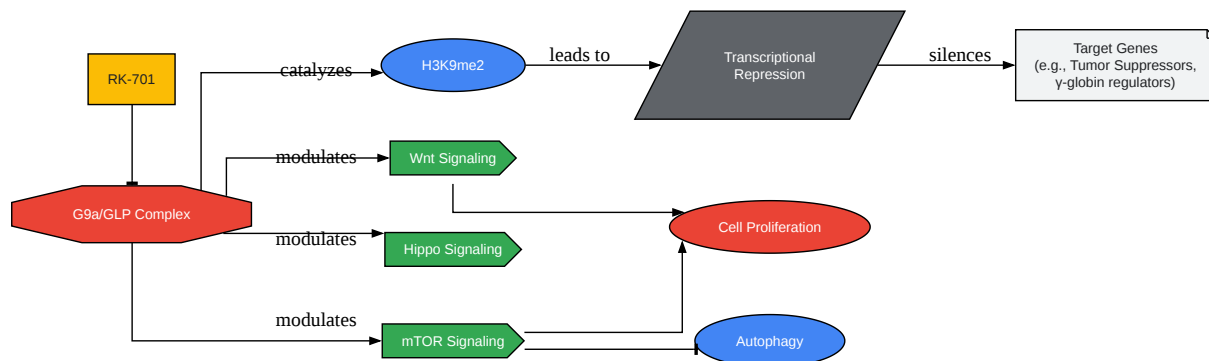 RK-701
catalyzes
H3K9me2
leads to
Transcriptional
Repression
silences
Target Genes
(e.g., Tumor Suppressors,
γ-globin regulators)
modulates
Wnt Signaling
G9a/GLP Complex
modulates
Hippo Signaling
Cell Proliferation
modulates
mTOR Signaling
Autophagy